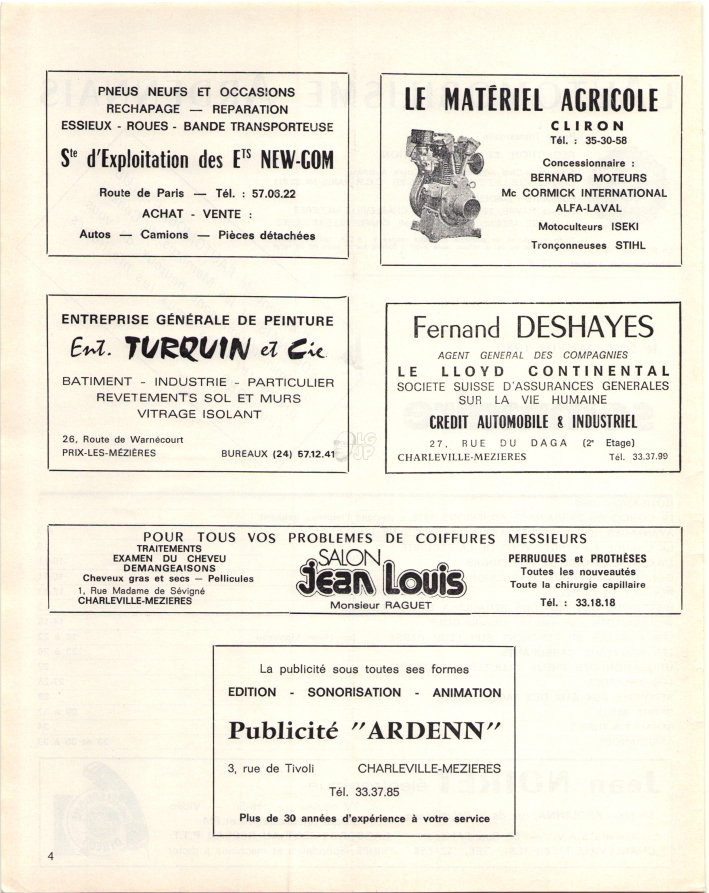 PNEUS NEUFS ET OCCASIONS
RECHAPAGE — REPARATION
ESSIEUX - ROUES - BANDE TRANSPORTEUSE
Ste d'Exploitation des ETS NEW-GOM
Route de Paris — Tél. : 57.06.22
ACHAT - VENTE :
Autos — Camions — Pièces détachées
LE MATÉRIEL AGRICOLE
CLIRON
Tél. : 35-30-58
Concessionnaire :
BERNARD MOTEURS
Mc CORMICK INTERNATIONAL
ALFA-LAVAL
Motoculteurs ISEKI
Tronçonneuses STIHL
ENTREPRISE GÉNÉRALE DE PEINTURE
Ent. TURQUIN et Cie
BATIMENT - INDUSTRIE - PARTICULIER
REVETEMENTS SOL ET MURS
VITRAGE ISOLANT
26, Route de Warnécourt
PRIX-LES-MÉZIÈRES BUREAUX (24) 57.12.41
Fernand DESHAYES
AGENT GENERAL DES COMPAGNIES
LE LLOYD CONTINENTAL
SOCIETE SUISSE D'ASSURANCES GENERALES
SUR LA VIE HUMAINE
CREDIT AUTOMOBILE & INDUSTRIEL
27, RUE DU DAGA (2e Etage)
CHARLEVILLE-MEZIERES Tél. 33.37.99
POUR TOUS VOS PROBLEMES DE COIFFURES MESSIEURS
TRAITEMENTS
EXAMEN DU CHEVEU
DEMANGEAISONS
Cheveux gras et secs — Pellicules
1, Rue Madame de Sévigné
CHARLEVILLE-MEZIERES
SALON
Jean Louis
Monsieur RAGUET
PERRUQUES et PROTHÈSES
Toutes les nouveautés
Toute la chirurgie capillaire
Tél. : 33.18.18
La publicité sous toutes ses formes
EDITION - SONORISATION - ANIMATION
Publicité "ARDENN"
3, rue de Tivoli CHARLEVILLE-MEZIERES
Tél. 33.37.85
Plus de 30 années d'expérience à votre service
4